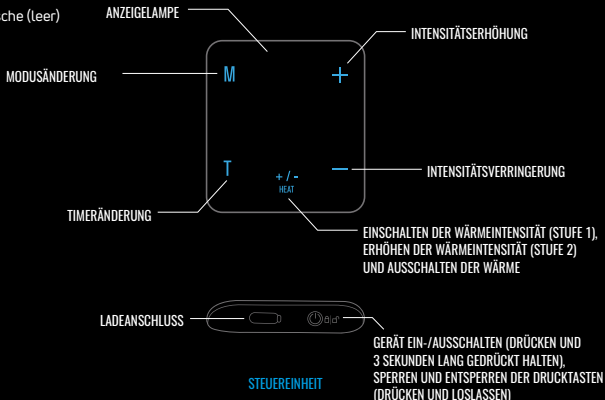 sche (leer)
ANZEIGELAMPE
INTENSITÄTSERHÖHUNG
MODUSÄNDERUNG
M
+
T
+ / -
HEAT
−
INTENSITÄTSVERRINGERUNG
TIMERÄNDERUNG
EINSCHALTEN DER WÄRMEINTENSITÄT (STUFE 1),
ERHÖHEN DER WÄRMEINTENSITÄT (STUFE 2)
UND AUSSCHALTEN DER WÄRME
LADEANSCHLUSS
GERÄT EIN-/AUSSCHALTEN (DRÜCKEN UND
3 SEKUNDEN LANG GEDRÜCKT HALTEN),
SPERREN UND ENTSPERREN DER DRUCKTASTEN
(DRÜCKEN UND LOSLASSEN)
STEUEREINHEIT